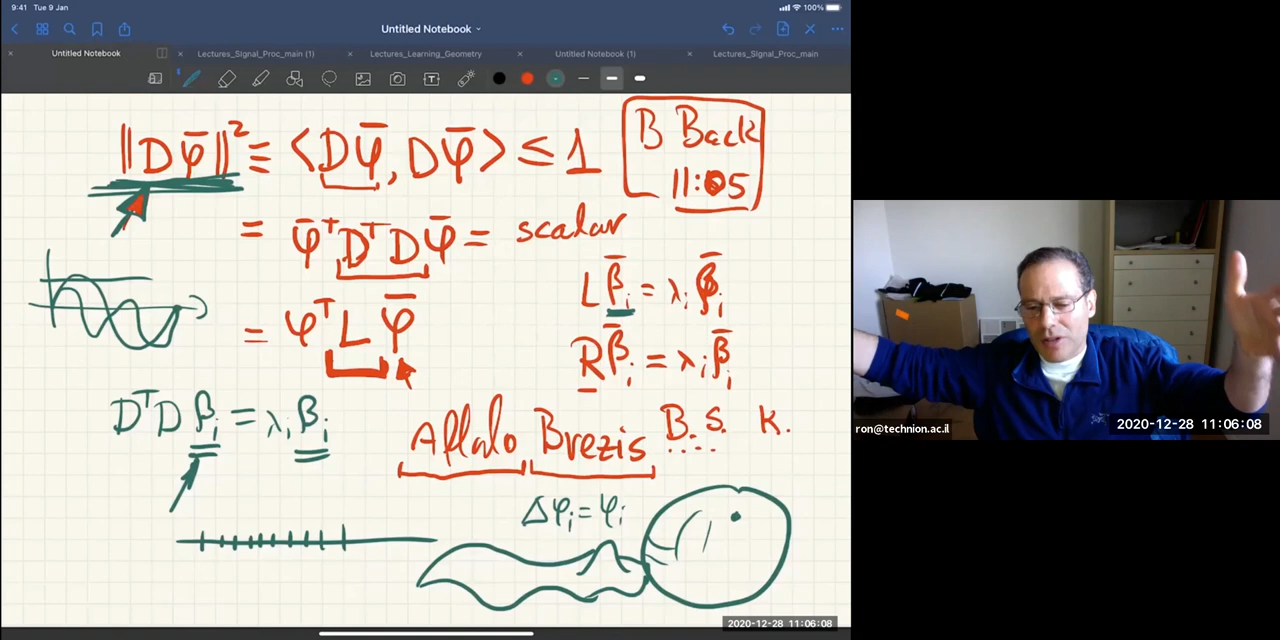 9:41 Tue 9 Jan
100%
Untitled Notebook
Untitled Notebook
Lectures_SIgnal_Proc_main (1)
Lectures_Learning_Geometry
Untitled Notebook (1)
Lectures_SIgnal_Proc_main
‖Dφ̄‖² ≡ ⟨Dφ̄, Dφ̄⟩ ≤ 1
B Back
11:05
= φ̄ᵀDᵀDφ̄ = scalar
Lβ̄ᵢ = λᵢβ̄ᵢ
= φᵀLφ̄
Rβ̄ᵢ = λᵢβ̄ᵢ
DᵀDβᵢ = λᵢβᵢ
Aflalo Brezis B. S. K.
Δφᵢ = φᵢ
ron@technion.ac.il
2020-12-28 11:06:08
2020-12-28 11:06:08